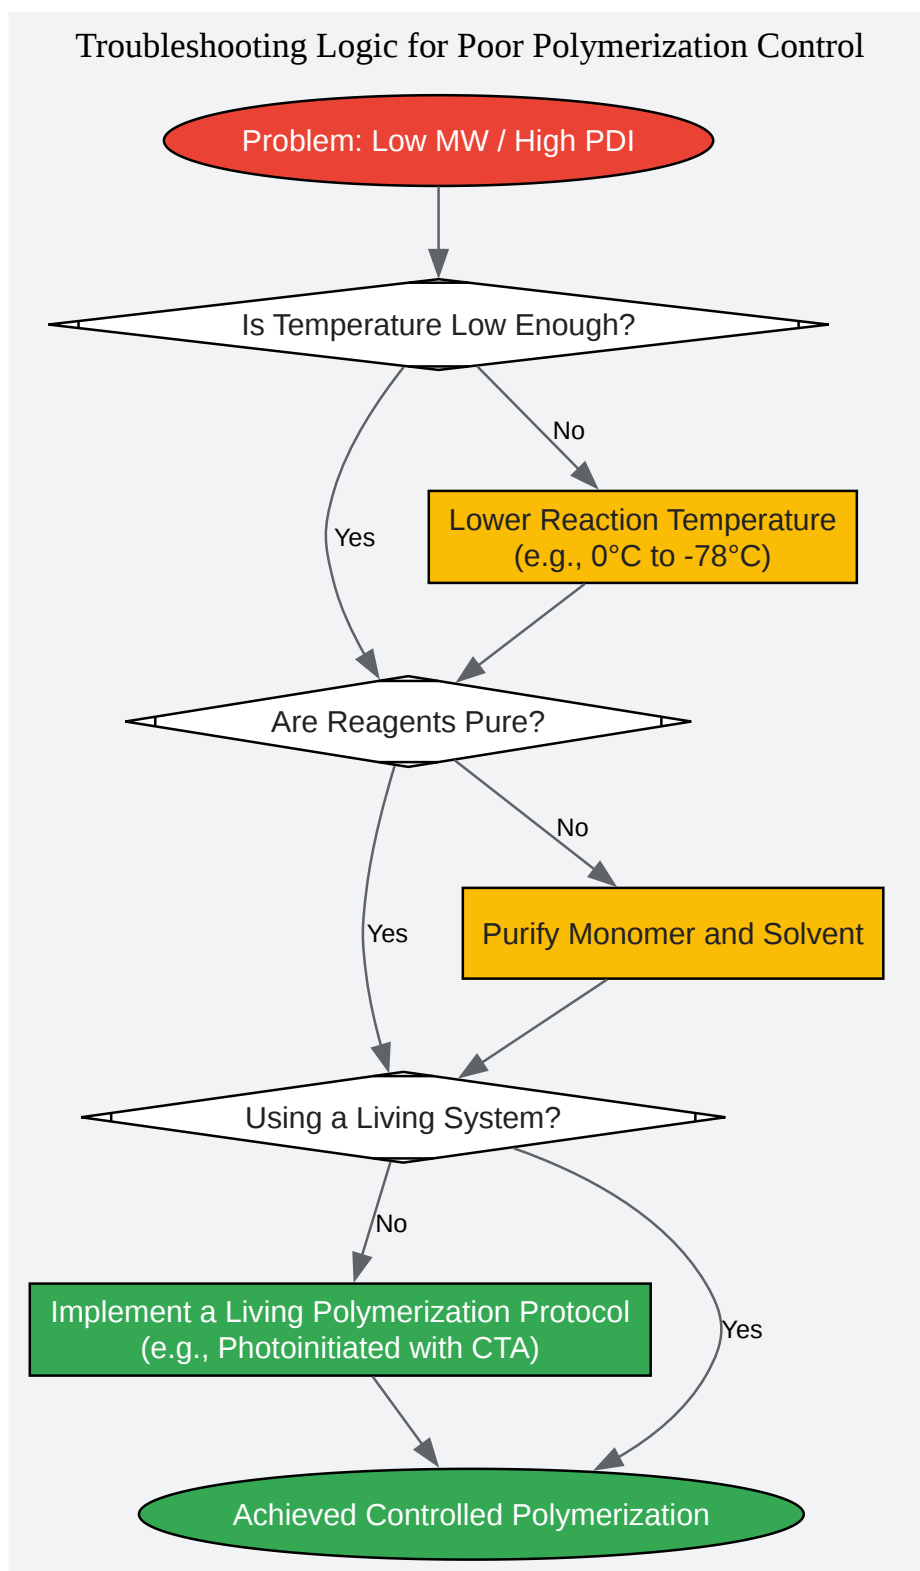 Troubleshooting Logic for Poor Polymerization Control
Problem: Low MW / High PDI
Is Temperature Low Enough?
No
Lower Reaction Temperature
(e.g., 0°C to -78°C)
Yes
Are Reagents Pure?
No
Purify Monomer and Solvent
Yes
Using a Living System?
No
Implement a Living Polymerization Protocol
(e.g., Photoinitiated with CTA)
Yes
Achieved Controlled Polymerization